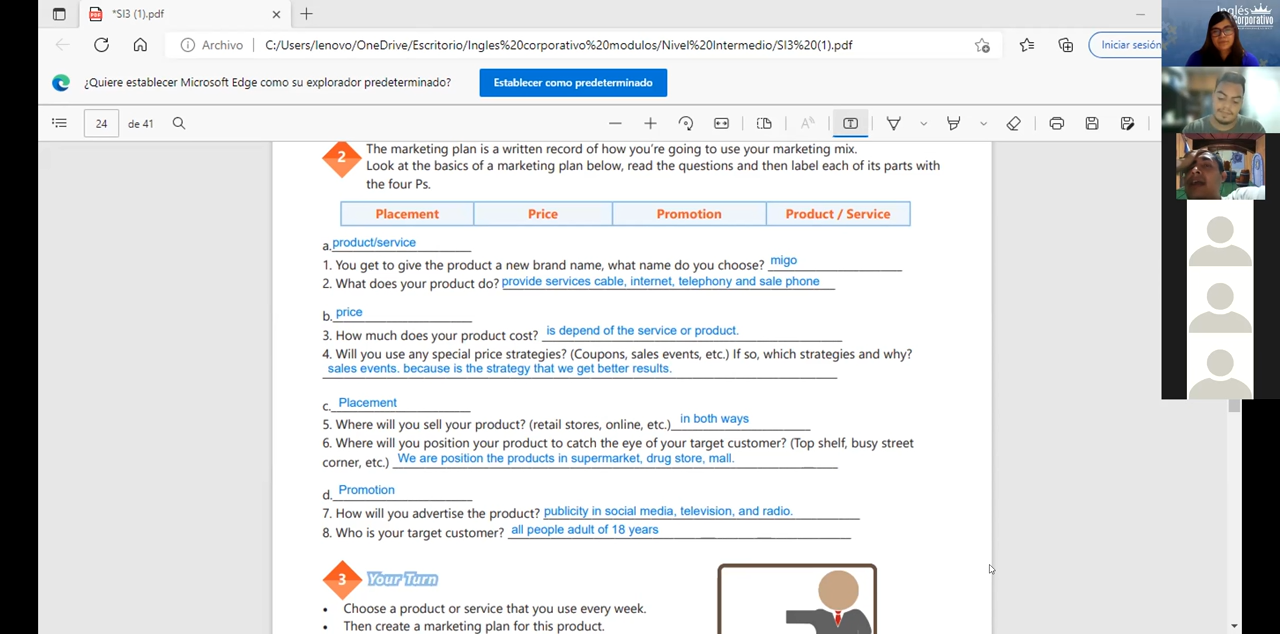 *SI3 (1).pdf
Inglés
Corporativo
Archivo
C:/Users/lenovo/OneDrive/Escritorio/Ingles%20corporativo%20modulos/Nivel%20Intermedio/SI3%20(1).pdf
Iniciar sesión
¿Quiere establecer Microsoft Edge como su explorador predeterminado?
Establecer como predeterminado
24
de 41
2
The marketing plan is a written record of how you're going to use your marketing mix.
Look at the basics of a marketing plan below, read the questions and then label each of its parts with
the four Ps.
Placement Price Promotion Product / Service
a. product/service
1. You get to give the product a new brand name, what name do you choose? migo
2. What does your product do? provide services cable, internet, telephony and sale phone
b. price
3. How much does your product cost? is depend of the service or product.
4. Will you use any special price strategies? (Coupons, sales events, etc.) If so, which strategies and why?
sales events. because is the strategy that we get better results.
c. Placement
5. Where will you sell your product? (retail stores, online, etc.) in both ways
6. Where will you position your product to catch the eye of your target customer? (Top shelf, busy street
corner, etc.) We are position the products in supermarket, drug store, mall.
d. Promotion
7. How will you advertise the product? publicity in social media, television, and radio.
8. Who is your target customer? all people adult of 18 years
3 Your Turn
• Choose a product or service that you use every week.
• Then create a marketing plan for this product.